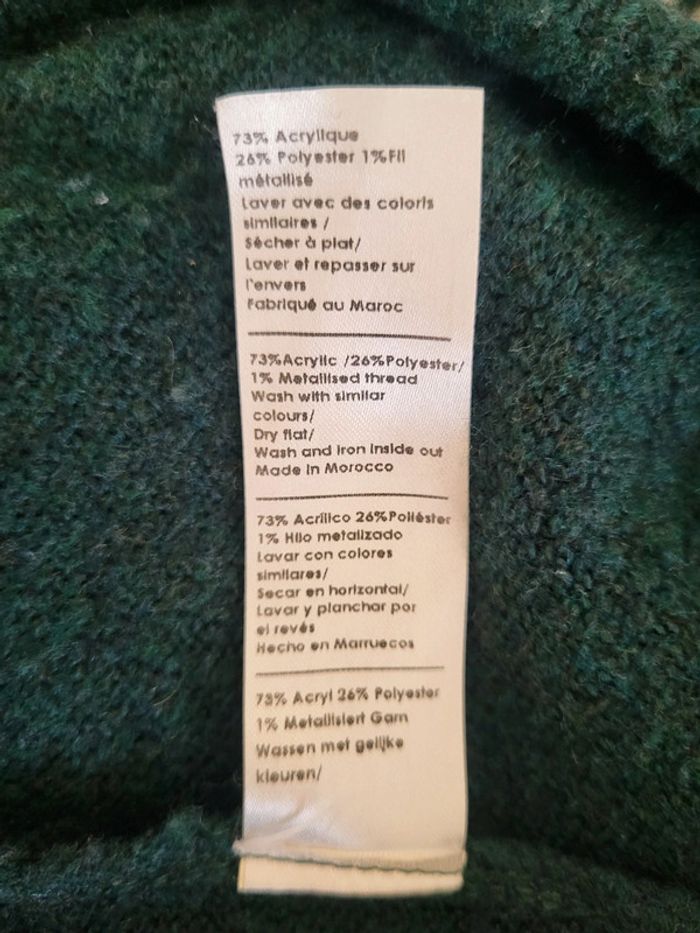 73% Acrylique
26% Polyester 1%Fil
métallisé
Laver avec des coloris
similaires /
Sécher à plat/
Laver et repasser sur
l'envers
Fabriqué au Maroc
73%Acrylic /26%Polyester/
1% Metallised thread
Wash with similar
colours/
Dry flat/
Wash and iron inside out
Made in Morocco
73% Acrílico 26%Poliéster
1% Hilo metalizado
Lavar con colores
similares/
Secar en horizontal/
Lavar y planchar por
el revés
Hecho en Marruecos
73% Acryl 26% Polyester
1% Metallisiert Garn
Wassen met gelijke
kleuren/